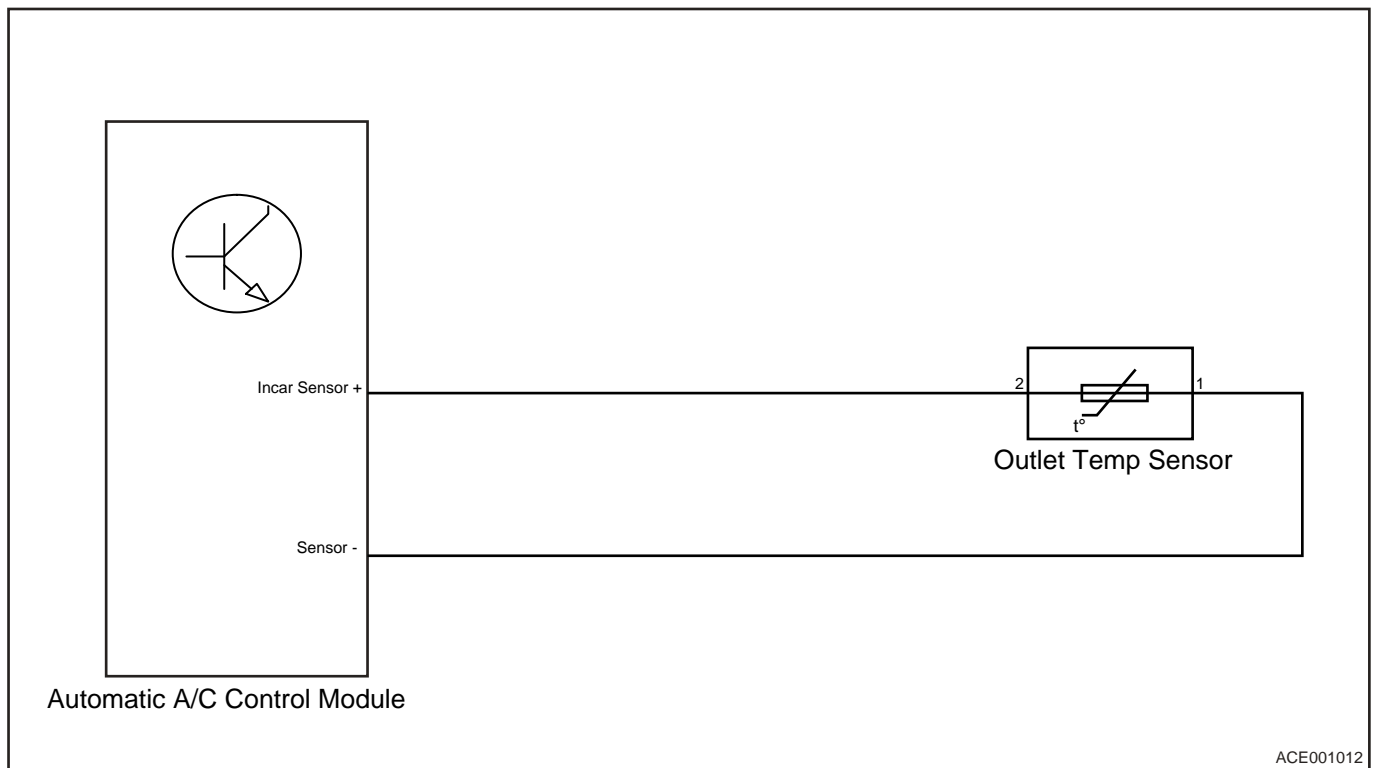 Incar Sensor +
2
1
t°
Outlet Temp Sensor
Sensor -
Automatic A/C Control Module
ACE001012